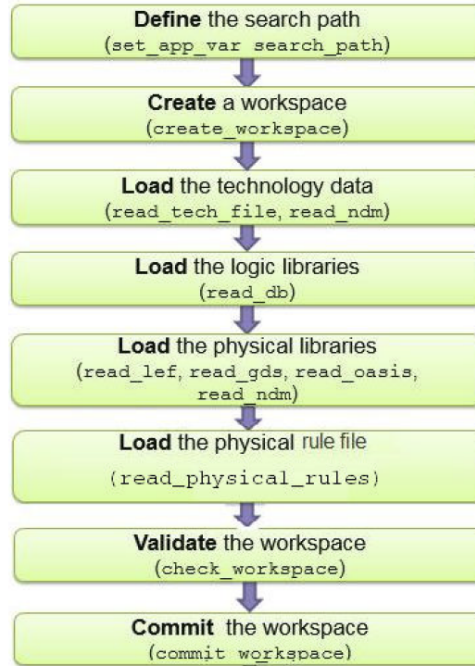 Define the search path
(set_app_var search_path)
Create a workspace
(create_workspace)
Load the technology data
(read_tech_file, read_ndm)
Load the logic libraries
(read_db)
Load the physical libraries
(read_lef, read_gds, read_oasis,
read_ndm)
Load the physical rule file
(read_physical_rules)
Validate the workspace
(check_workspace)
Commit the workspace
(commit_workspace)